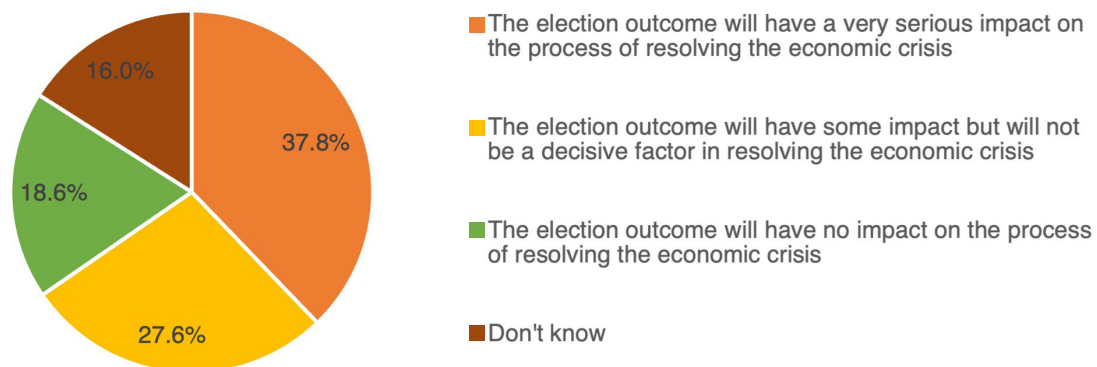 The election outcome will have a very serious impact on
the process of resolving the economic crisis
16.0%
37.8%
The election outcome will have some impact but will not
be a decisive factor in resolving the economic crisis
18.6%
The election outcome will have no impact on the process
of resolving the economic crisis
27.6%
Don't know